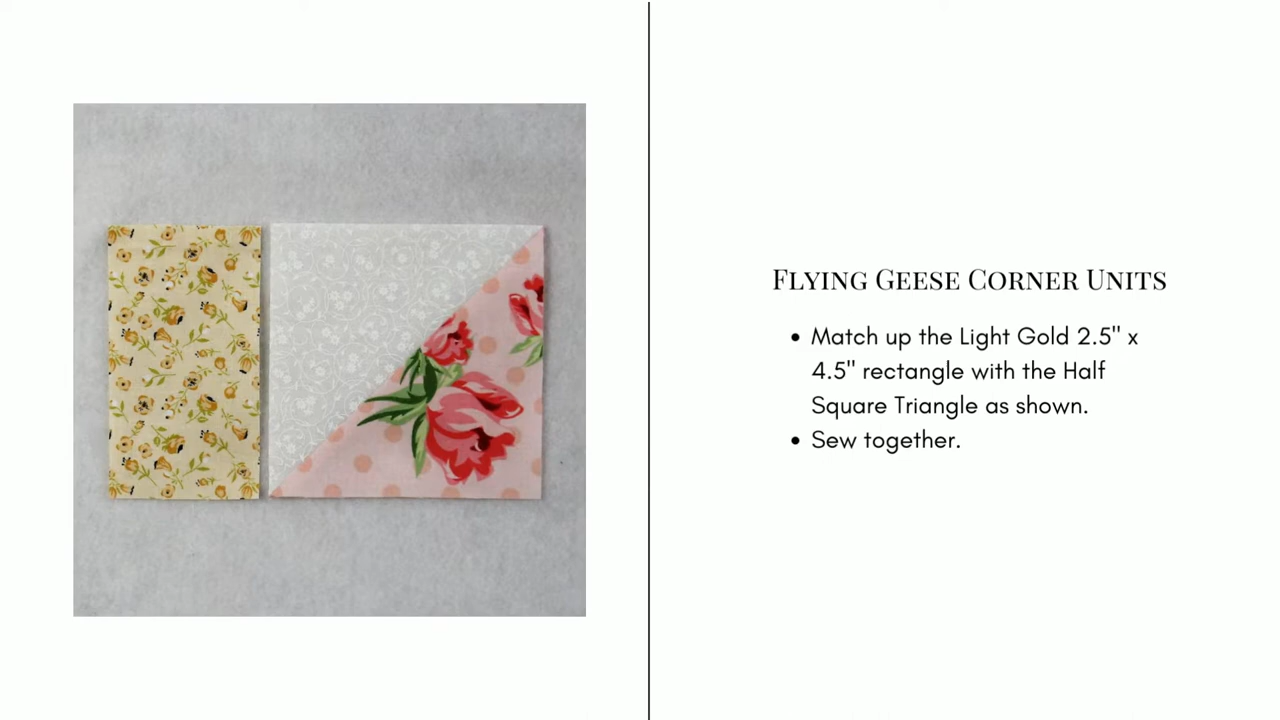 Flying Geese Corner Units
• Match up the Light Gold 2.5" x
4.5" rectangle with the Half
Square Triangle as shown.
• Sew together.